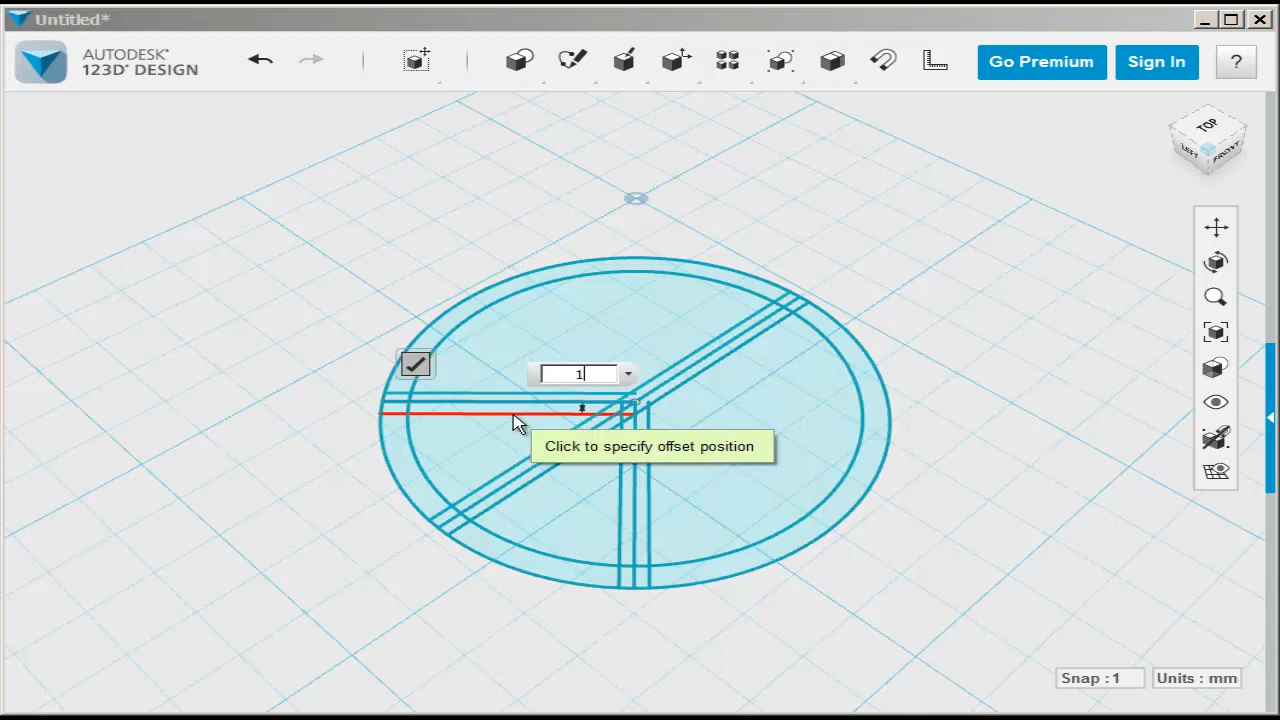 Untitled*
AUTODESK®
123D® DESIGN
Go Premium
Sign In
?
TOP
LEFT
FRONT
1
Click to specify offset position
Snap : 1
Units : mm